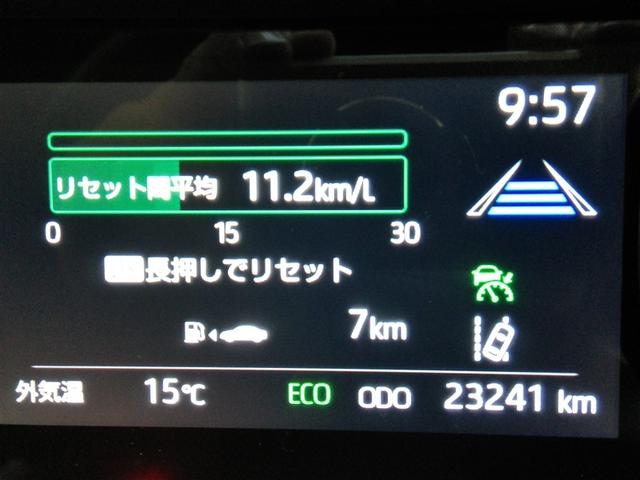 9:57
リセット間平均 11.2km/L
0 15 30
長押しでリセット
7km
外気温 15℃ ECO ODO 23241 km